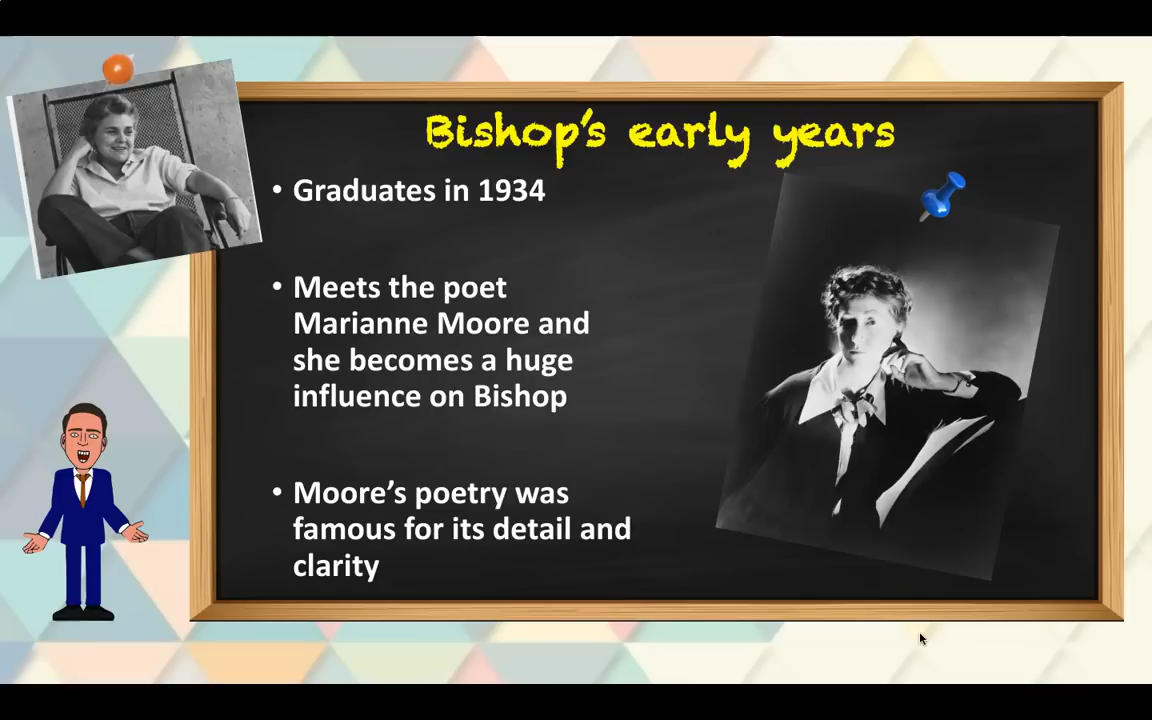 Bishop's early years
• Graduates in 1934
• Meets the poet
Marianne Moore and
she becomes a huge
influence on Bishop
• Moore’s poetry was
famous for its detail and
clarity